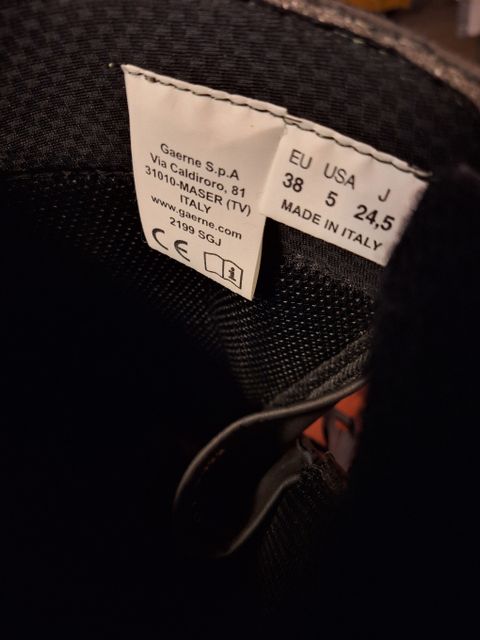 Gaerne S.p.A
Via Caldiroro, 81
31010-MASER (TV)
ITALY
www.gaerne.com
2199 SGJ
CE
i
EU USA J
38 5 24,5
MADE IN ITALY